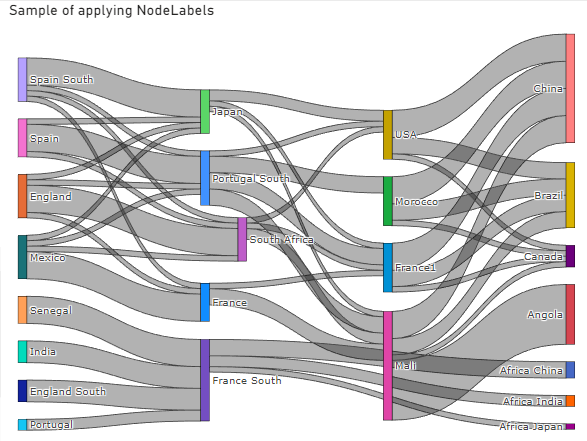 Sample of applying NodeLabels
Spain South
Spain
England
Mexico
Senegal
India
England South
Portugal
Japan
Portugal South
South Africa
France
France South
USA
Morocco
France1
Mali
China
Brazil
Canada
Angola
Africa China
Africa India
Africa Japan